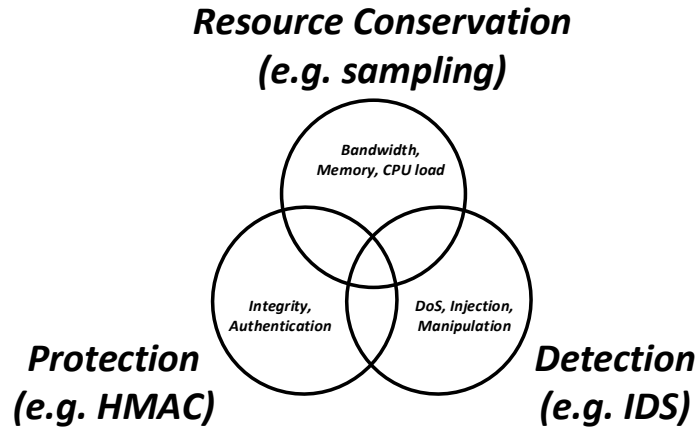 Resource Conservation
(e.g. sampling)
Bandwidth,
Memory, CPU load
Integrity,
Authentication
DoS, Injection,
Manipulation
Protection
(e.g. HMAC)
Detection
(e.g. IDS)